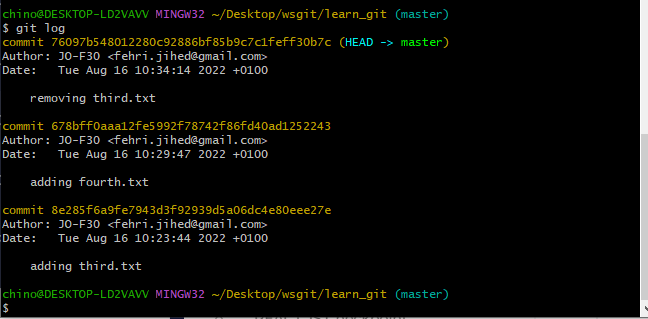 chino@DESKTOP-LD2VAVV MINGW32 ~/Desktop/wsgit/learn_git (master)
$ git log
commit 76097b548012280c92886bf85b9c7c1feff30b7c (HEAD -> master)
Author: JO-F30 <fehri.jihed@gmail.com>
Date:   Tue Aug 16 10:34:14 2022 +0100
removing third.txt
commit 678bff0aaa12fe5992f78742f86fd40ad1252243
Author: JO-F30 <fehri.jihed@gmail.com>
Date:   Tue Aug 16 10:29:47 2022 +0100
adding fourth.txt
commit 8e285f6a9fe7943d3f92939d5a06dc4e80eee27e
Author: JO-F30 <fehri.jihed@gmail.com>
Date:   Tue Aug 16 10:23:44 2022 +0100
adding third.txt
chino@DESKTOP-LD2VAVV MINGW32 ~/Desktop/wsgit/learn_git (master)
$